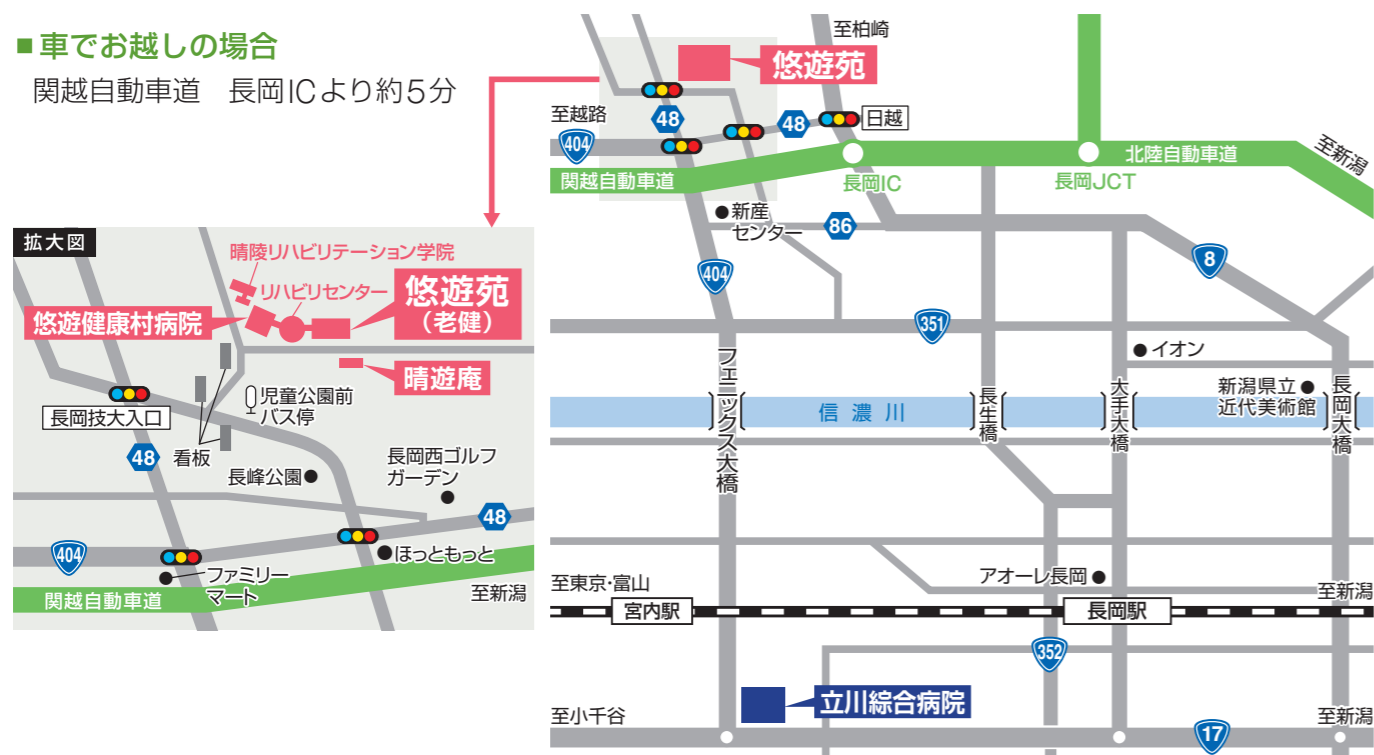 ■車でお越しの場合
関越自動車道 長岡ICより約5分
至柏崎
悠遊苑
至越路
404
48
48
日越
関越自動車道
長岡IC
長岡JCT
北陸自動車道
至新潟
新産
センター
86
404
8
351
イオン
フェニックス大橋
信濃川
長生橋
大手大橋
新潟県立
近代美術館
長岡大橋
アオーレ長岡
至東京・富山
宮内駅
長岡駅
至新潟
352
立川綜合病院
至小千谷
17
至新潟
拡大図
晴陵リハビリテーション学院
リハビリセンター
悠遊苑
(老健)
悠遊健康村病院
晴遊庵
児童公園前
バス停
長岡技大入口
48
看板
長峰公園
長岡西ゴルフ
ガーデン
48
404
ほっともっと
ファミリー
マート
関越自動車道
至新潟